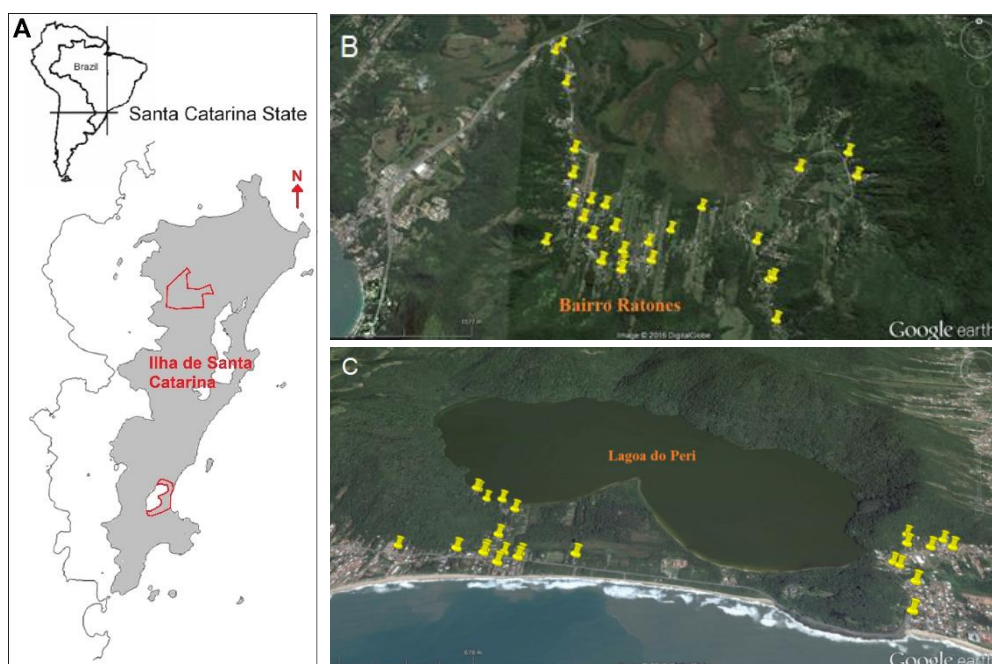 A
Brazil
Santa Catarina State
N
Ilha de Santa
Catarina
B
Bairro Ratones
Image © 2016 DigitalGlobe
Google earth
C
Lagoa do Peri
Google earth